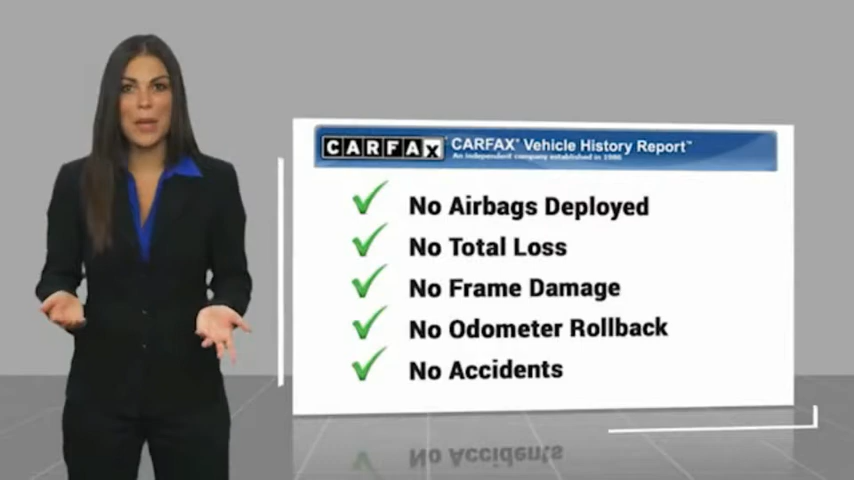 CARFAX CARFAX™ Vehicle History Report™
An independent company established in 1986
No Airbags Deployed
No Total Loss
No Frame Damage
No Odometer Rollback
No Accidents
No Accidents